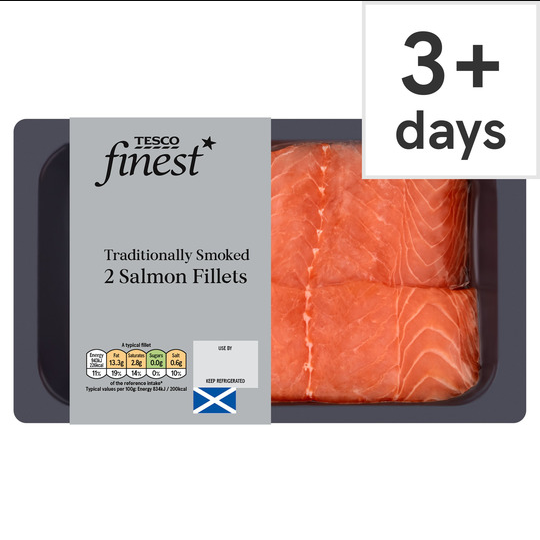 3+
days
TESCO
finest*
Traditionally Smoked
2 Salmon Fillets
A typical fillet
Energy Fat Saturates Sugars Salt
942kJ 13.3g 2.8g 0.0g 0.6g
226kcal
11% 19% 14% 0% 10%
of the reference intake*
Typical values per 100g: Energy 834kJ / 200kcal
USE BY
KEEP REFRIGERATED